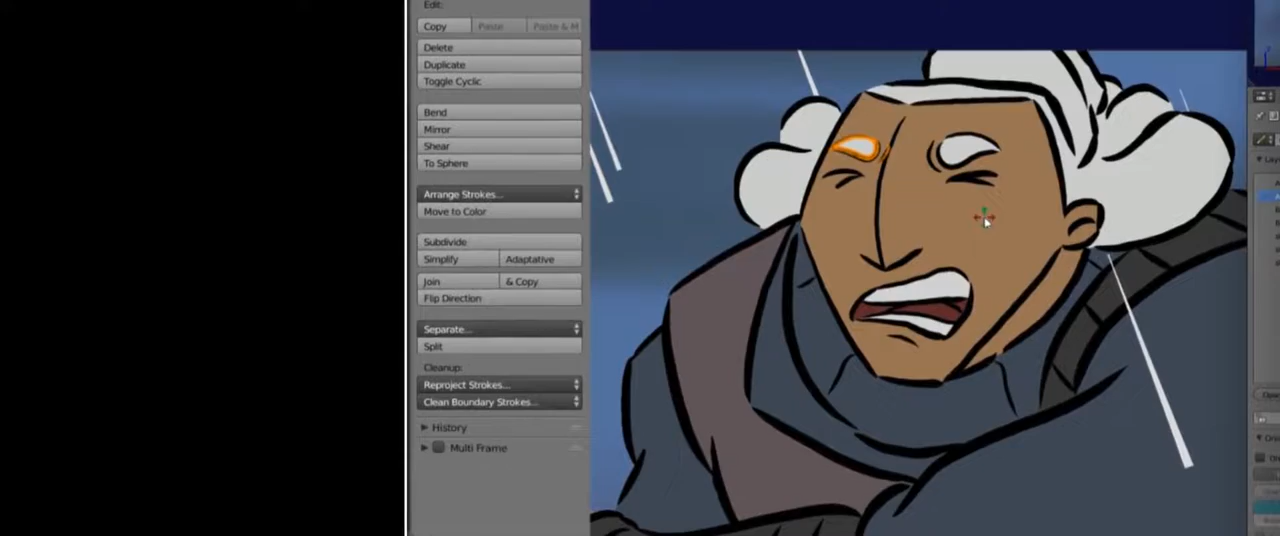 Edit:
Copy Paste Paste & M
Delete
Duplicate
Toggle Cyclic
Bend
Mirror
Shear
To Sphere
Arrange Strokes...
Move to Color
Subdivide
Simplify Adaptative
Join & Copy
Flip Direction
Separate...
Split
Cleanup:
Reproject Strokes...
Clean Boundary Strokes...
History
Multi Frame